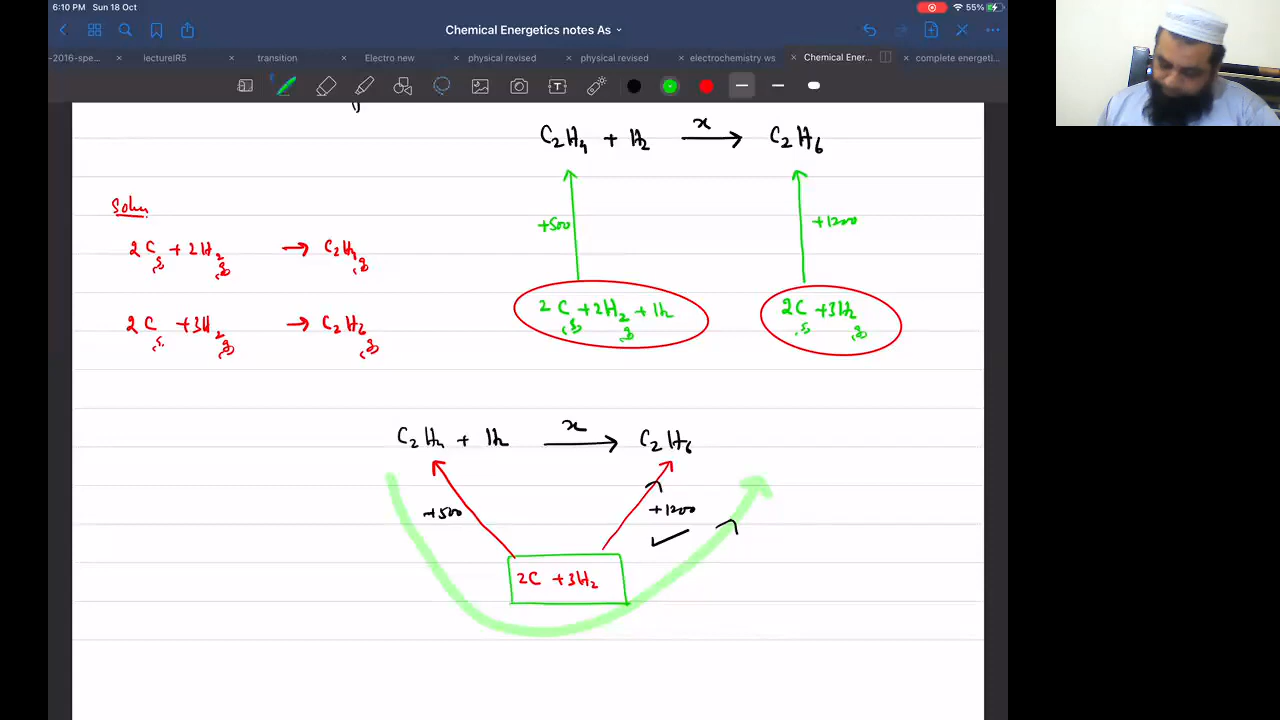 6:10 PM Sun 18 Oct
55%
Chemical Energetics notes As
-2016-spe...
lectureIR5
transition
Electro new
physical revised
physical revised
electrochemistry ws
Chemical Ener...
complete energeti...
C₂H₄ + H₂ x → C₂H₆
Soln
+500
+1200
2C(s) + 2H₂(g) → C₂H₄(g)
2C(s) + 2H₂(g) + H₂
2C(s) + 3H₂(g)
2C(s) + 3H₂(g) → C₂H₆(g)
C₂H₄ + H₂ x → C₂H₆
+500
+1200
2C + 3H₂